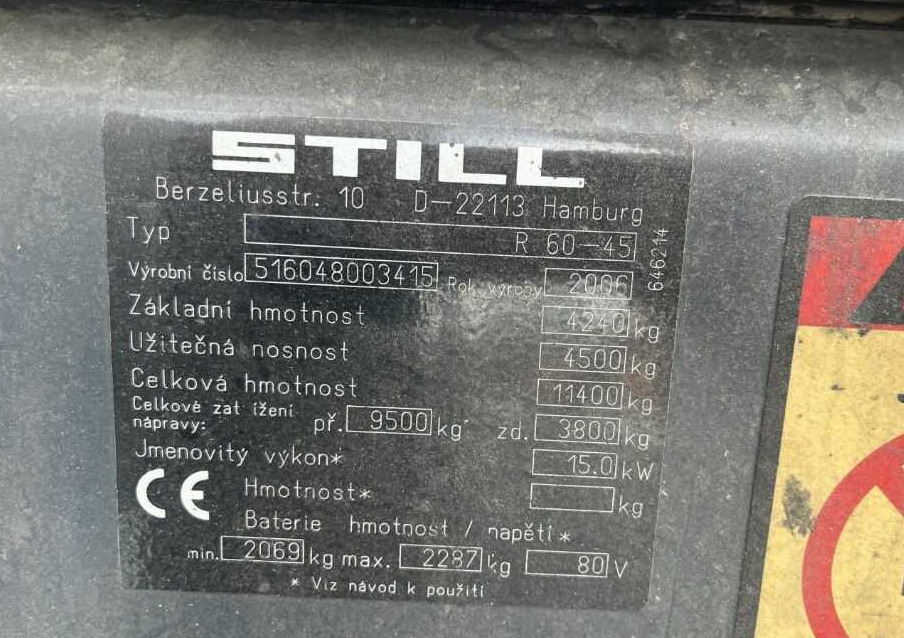 STILL
Berzeliusstr. 10 D-22113 Hamburg
Typ R 60-45
646214
Výrobní číslo 516048003415 Rok výroby 2006
Základní hmotnost 4240 kg
Užitečná nosnost 4500 kg
Celková hmotnost 11400 kg
Celkové zat ížení
nápravy: př. 9500 kg zd. 3800 kg
Jmenovitý výkon* 15.0 kW
CE Hmotnost* kg
Baterie hmotnost / napětí *
min. 2069 kg max. 2287 kg 80 V
* Viz návod k použití